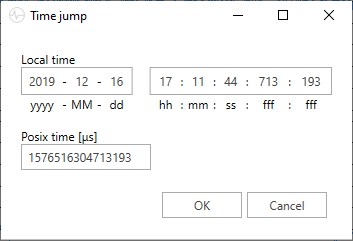 Time jump
Local time
2019 - 12 - 16 17 : 11 : 44 : 713 : 193
yyyy - MM - dd hh : mm : ss : fff : fff
Posix time [µs]
1576516304713193
OK Cancel